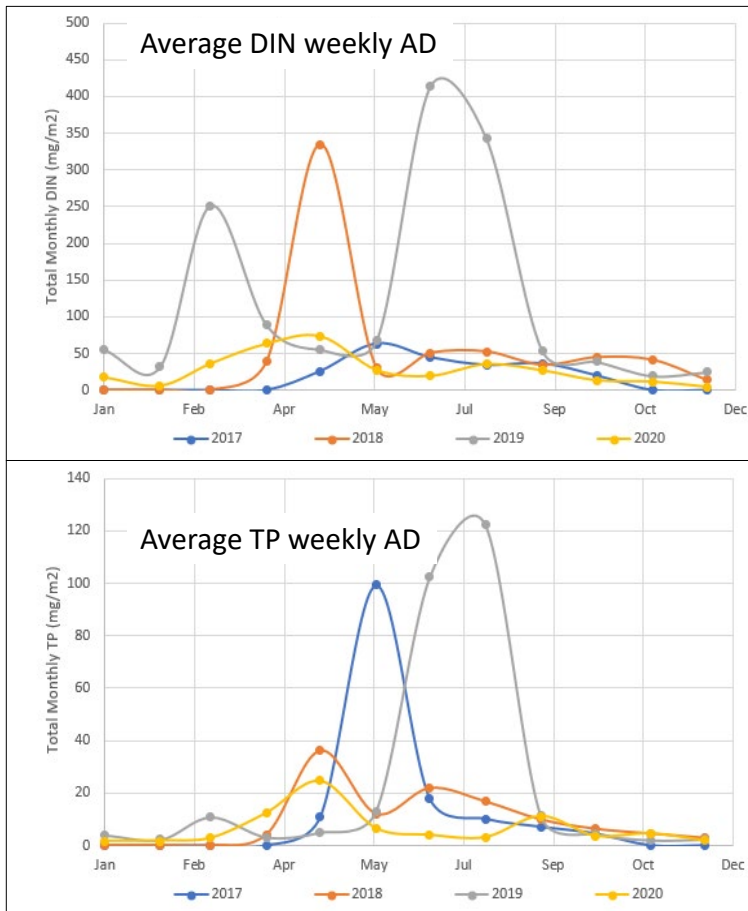 Average DIN weekly AD
Total Monthly DIN (mg/m2)
500
450
400
350
300
250
200
150
100
50
0
Jan Feb Apr May Jul Sep Oct Dec
2017 2018 2019 2020
Average TP weekly AD
Total Monthly TP (mg/m2)
140
120
100
80
60
40
20
0
Jan Feb Apr May Jul Sep Oct Dec
2017 2018 2019 2020